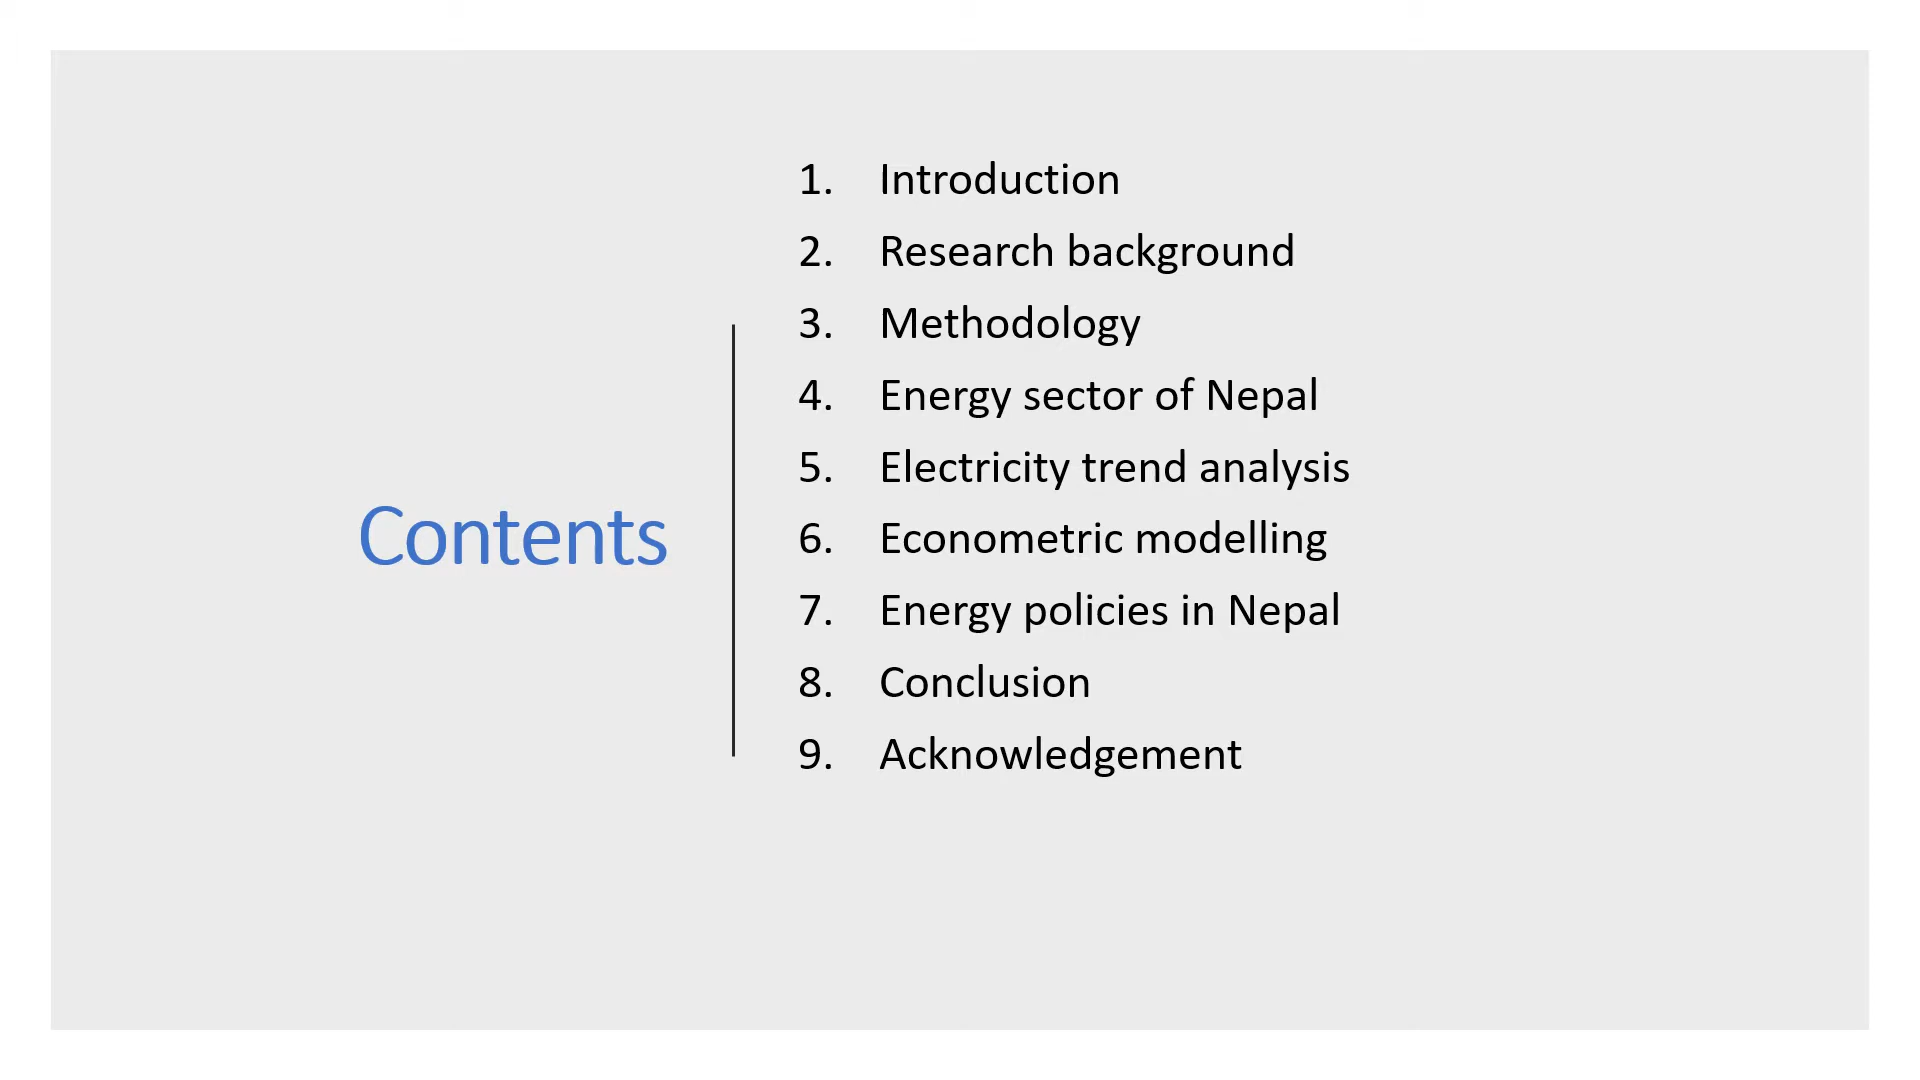 Contents
1. Introduction
2. Research background
3. Methodology
4. Energy sector of Nepal
5. Electricity trend analysis
6. Econometric modelling
7. Energy policies in Nepal
8. Conclusion
9. Acknowledgement